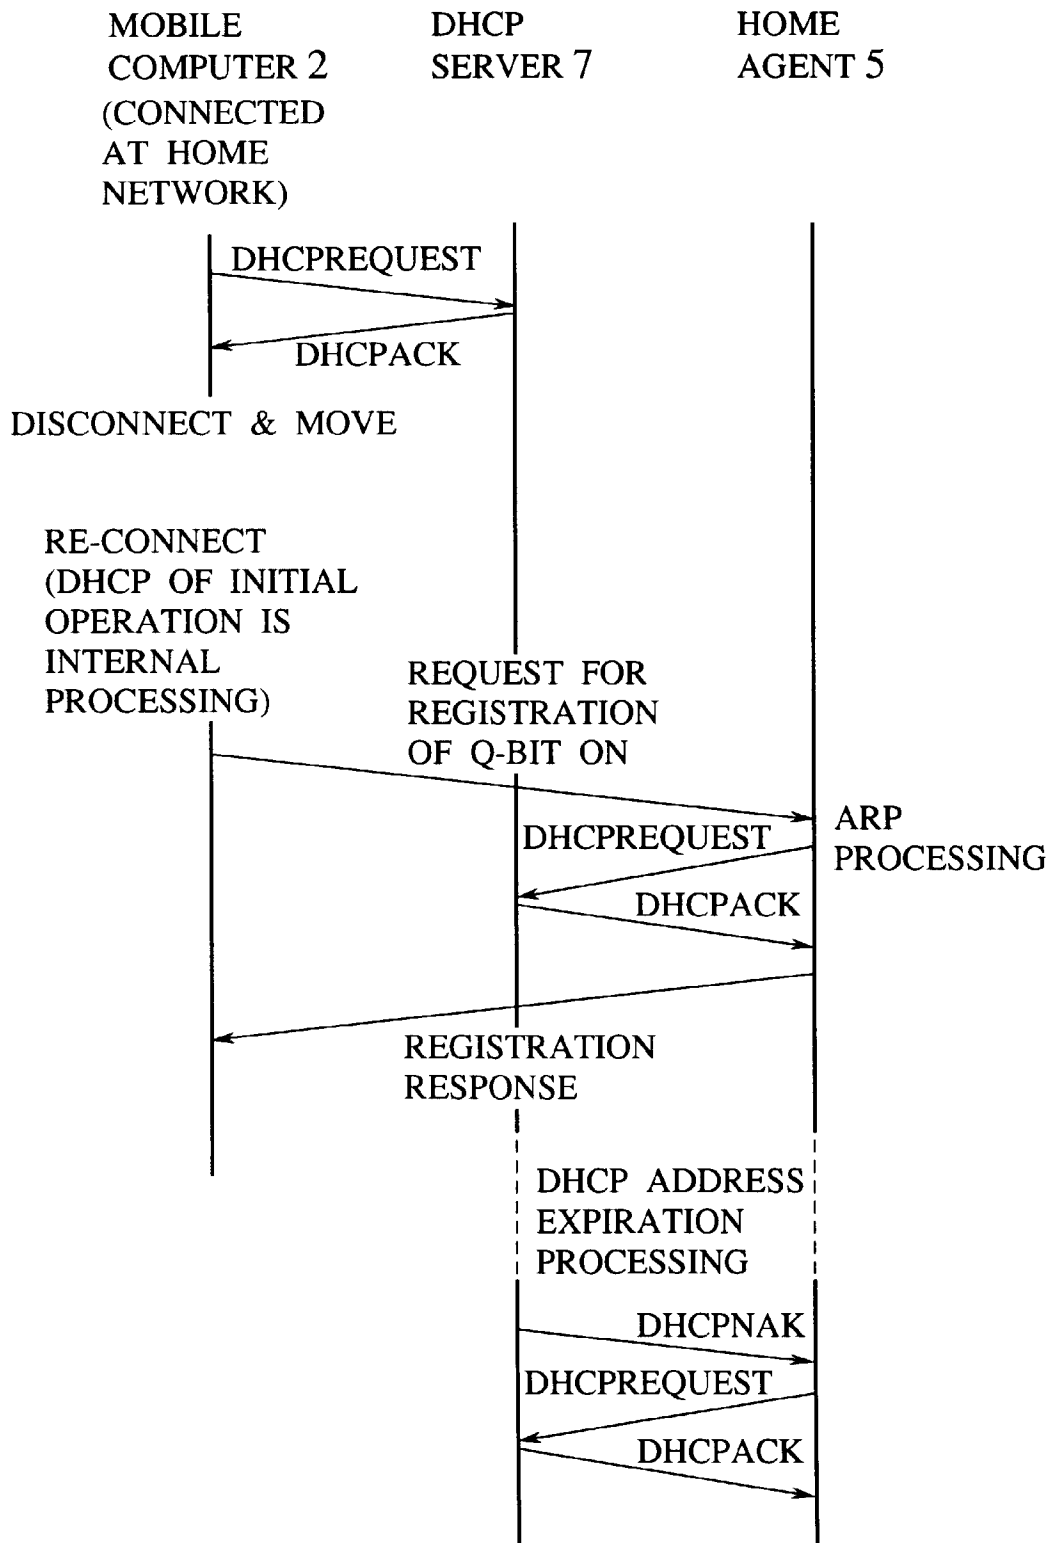 MOBILE
COMPUTER 2
(CONNECTED
AT HOME
NETWORK)
DHCP
SERVER 7
HOME
AGENT 5
DHCPREQUEST
DHCPACK
DISCONNECT & MOVE
RE-CONNECT
(DHCP OF INITIAL
OPERATION IS
INTERNAL
PROCESSING)
REQUEST FOR
REGISTRATION
OF Q-BIT ON
ARP
PROCESSING
DHCPREQUEST
DHCPACK
REGISTRATION
RESPONSE
DHCP ADDRESS
EXPIRATION
PROCESSING
DHCPNAK
DHCPREQUEST
DHCPACK